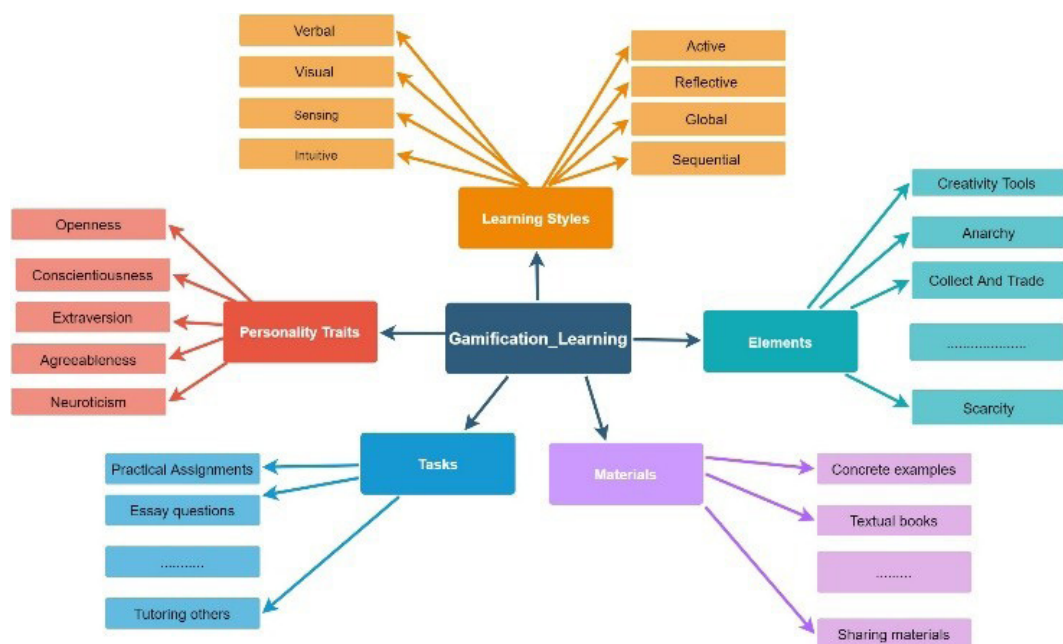 Verbal
Visual
Sensing
Intuitive
Active
Reflective
Global
Sequential
Learning Styles
Openness
Conscientiousness
Extraversion
Agreeableness
Neuroticism
Personality Traits
Gamification_Learning
Elements
Creativity Tools
Anarchy
Collect And Trade
....................
Scarcity
Tasks
Practical Assignments
Essay questions
...........
Tutoring others
Materials
Concrete examples
Textual books
.........
Sharing materials